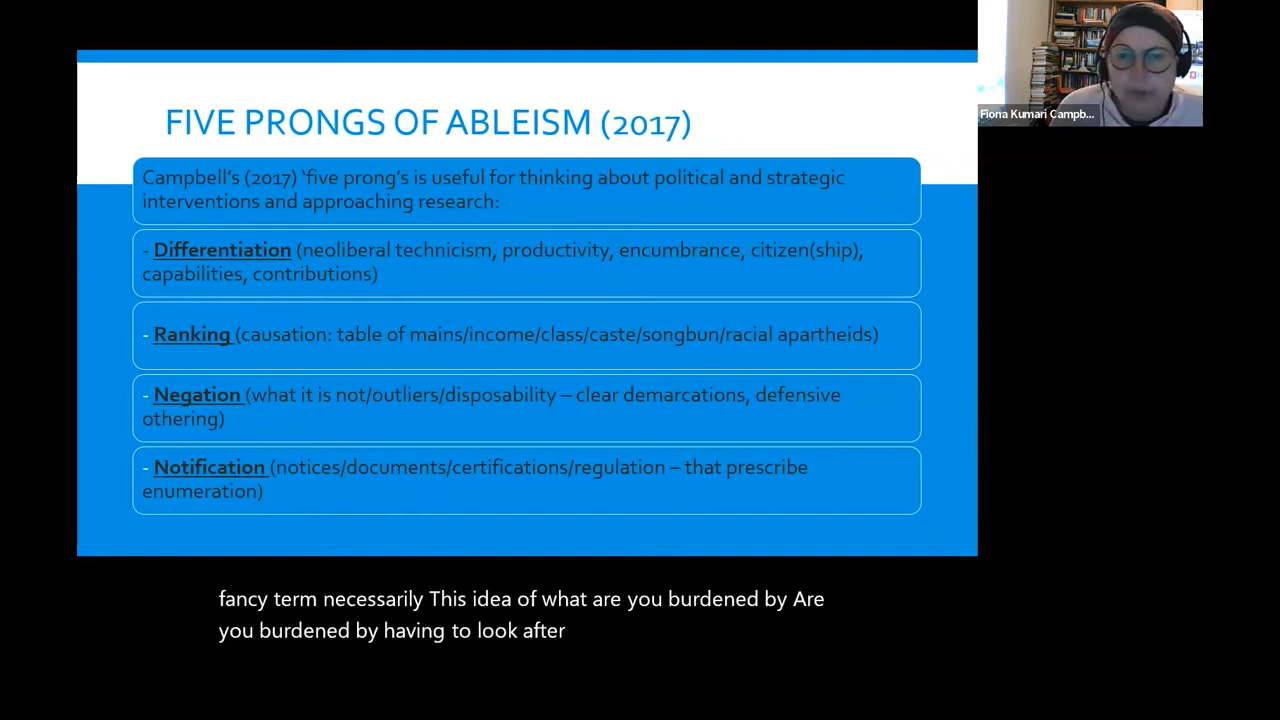 FIVE PRONGS OF ABLEISM (2017)
Campbell's (2017) 'five prong's is useful for thinking about political and strategic
interventions and approaching research:
- Differentiation (neoliberal technicism, productivity, encumbrance, citizen(ship),
capabilities, contributions)
- Ranking (causation: table of mains/income/class/caste/songbun/racial apartheids)
- Negation (what it is not/outliers/disposability – clear demarcations, defensive
othering)
- Notification (notices/documents/certifications/regulation – that prescribe
enumeration)
Fiona Kumari Campb...
fancy term necessarily This idea of what are you burdened by Are
you burdened by having to look after